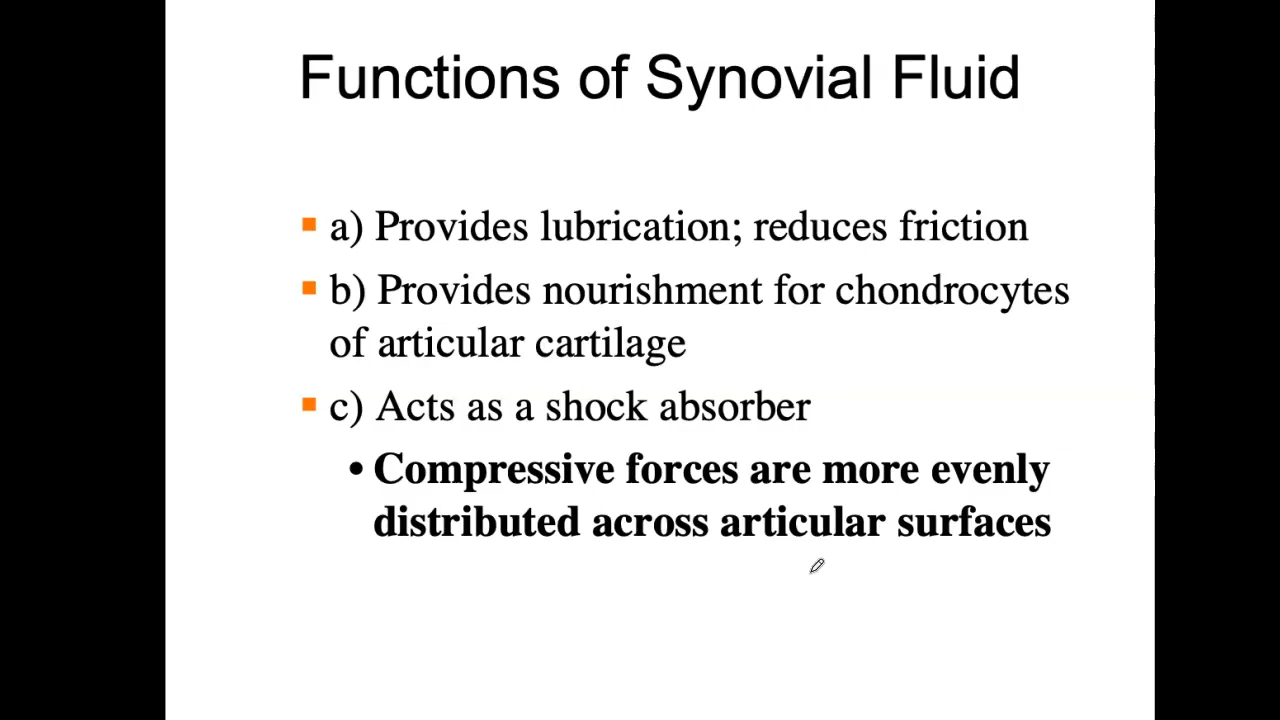 Functions of Synovial Fluid
a) Provides lubrication; reduces friction
b) Provides nourishment for chondrocytes
of articular cartilage
c) Acts as a shock absorber
• Compressive forces are more evenly
distributed across articular surfaces